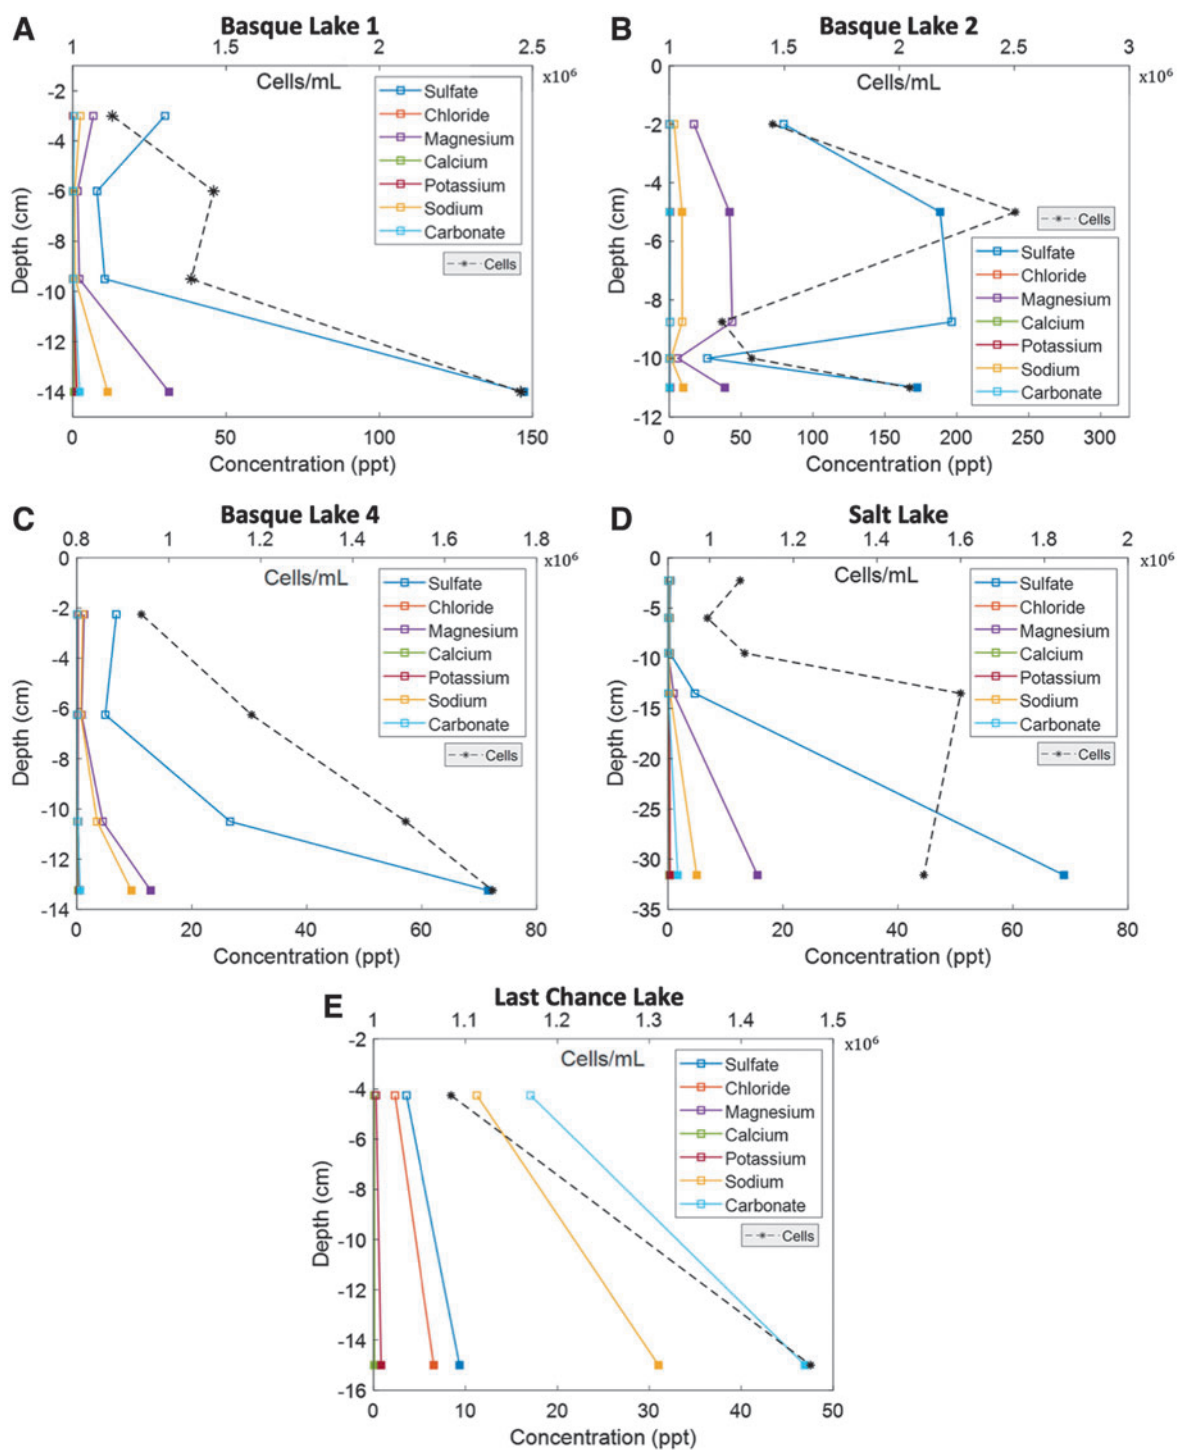 A
Basque Lake 1
1 1.5 2 2.5
x10⁶
Cells/mL
Sulfate
Chloride
Magnesium
Calcium
Potassium
Sodium
Carbonate
Cells
Depth (cm)
-2
-4
-6
-8
-10
-12
-14
-15
0 50 100 150
Concentration (ppt)
B
Basque Lake 2
1 1.5 2 2.5 3
x10⁶
Cells/mL
Cells
Sulfate
Chloride
Magnesium
Calcium
Potassium
Sodium
Carbonate
Depth (cm)
0
-2
-4
-6
-8
-10
-12
0 50 100 150 200 250 300
Concentration (ppt)
C
Basque Lake 4
0.8 1 1.2 1.4 1.6 1.8
x10⁶
Cells/mL
Sulfate
Chloride
Magnesium
Calcium
Potassium
Sodium
Carbonate
Cells
Depth (cm)
0
-2
-4
-6
-8
-10
-12
-14
0 20 40 60 80
Concentration (ppt)
D
Salt Lake
1 1.2 1.4 1.6 1.8 2
x10⁶
Cells/mL
Sulfate
Chloride
Magnesium
Calcium
Potassium
Sodium
Carbonate
Cells
Depth (cm)
0
-5
-10
-15
-20
-25
-30
-35
0 20 40 60 80
Concentration (ppt)
E
Last Chance Lake
1 1.1 1.2 1.3 1.4 1.5
x10⁶
Cells/mL
Sulfate
Chloride
Magnesium
Calcium
Potassium
Sodium
Carbonate
Cells
Depth (cm)
-2
-4
-6
-8
-10
-12
-14
-16
0 10 20 30 40 50
Concentration (ppt)